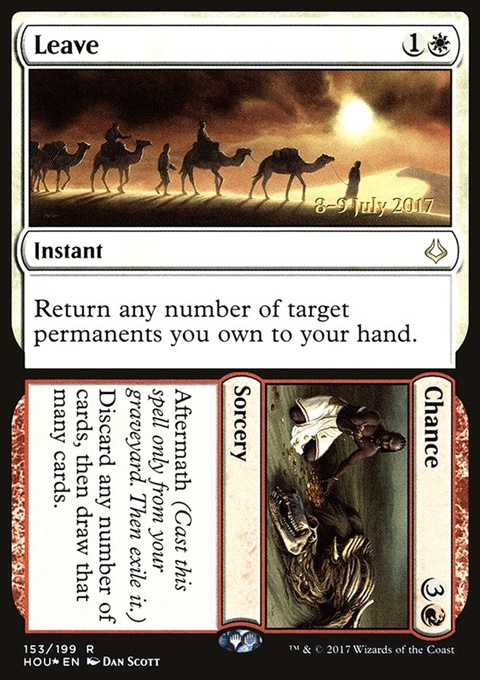 Leave 1
8-9 July 2017
Instant
Return any number of target
permanents you own to your hand.
Chance 3
Sorcery
Aftermath (Cast this
spell only from your
graveyard. Then exile it.)
Discard any number of
cards, then draw that
many cards.
153/199 R
HOU★EN Dan Scott
™ & © 2017 Wizards of the Coast